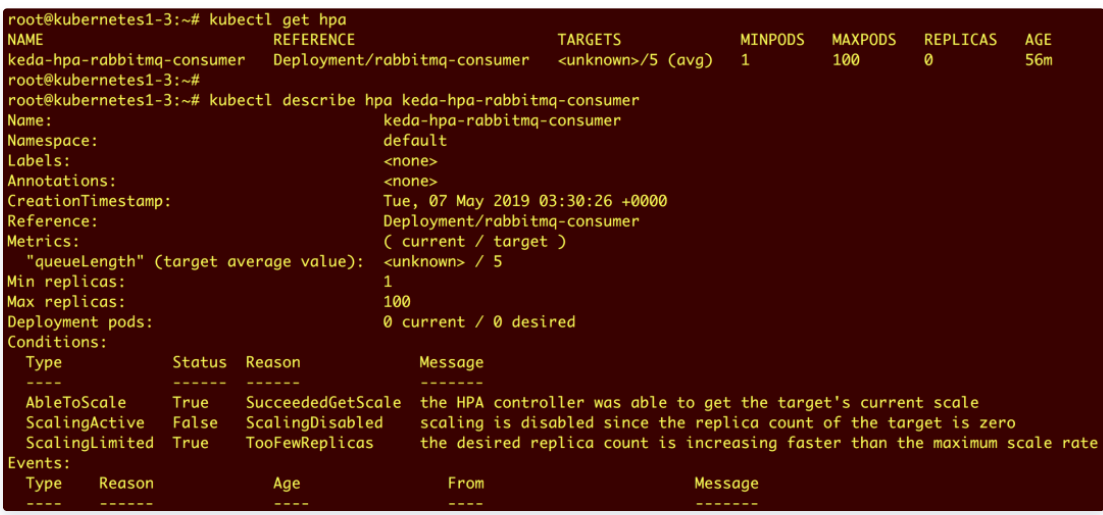 root@kubernetes1-3:~# kubectl get hpa
NAME REFERENCE TARGETS MINPODS MAXPODS REPLICAS AGE
keda-hpa-rabbitmq-consumer Deployment/rabbitmq-consumer <unknown>/5 (avg) 1 100 0 56m
root@kubernetes1-3:~#
root@kubernetes1-3:~# kubectl describe hpa keda-hpa-rabbitmq-consumer
Name: keda-hpa-rabbitmq-consumer
Namespace: default
Labels: <none>
Annotations: <none>
CreationTimestamp: Tue, 07 May 2019 03:30:26 +0000
Reference: Deployment/rabbitmq-consumer
Metrics: ( current / target )
"queueLength" (target average value): <unknown> / 5
Min replicas: 1
Max replicas: 100
Deployment pods: 0 current / 0 desired
Conditions:
Type Status Reason Message
---- ------ ------ -------
AbleToScale True SucceededGetScale the HPA controller was able to get the target's current scale
ScalingActive False ScalingDisabled scaling is disabled since the replica count of the target is zero
ScalingLimited True TooFewReplicas the desired replica count is increasing faster than the maximum scale rate
Events:
Type Reason Age From Message
---- ------ ---- ---- -------